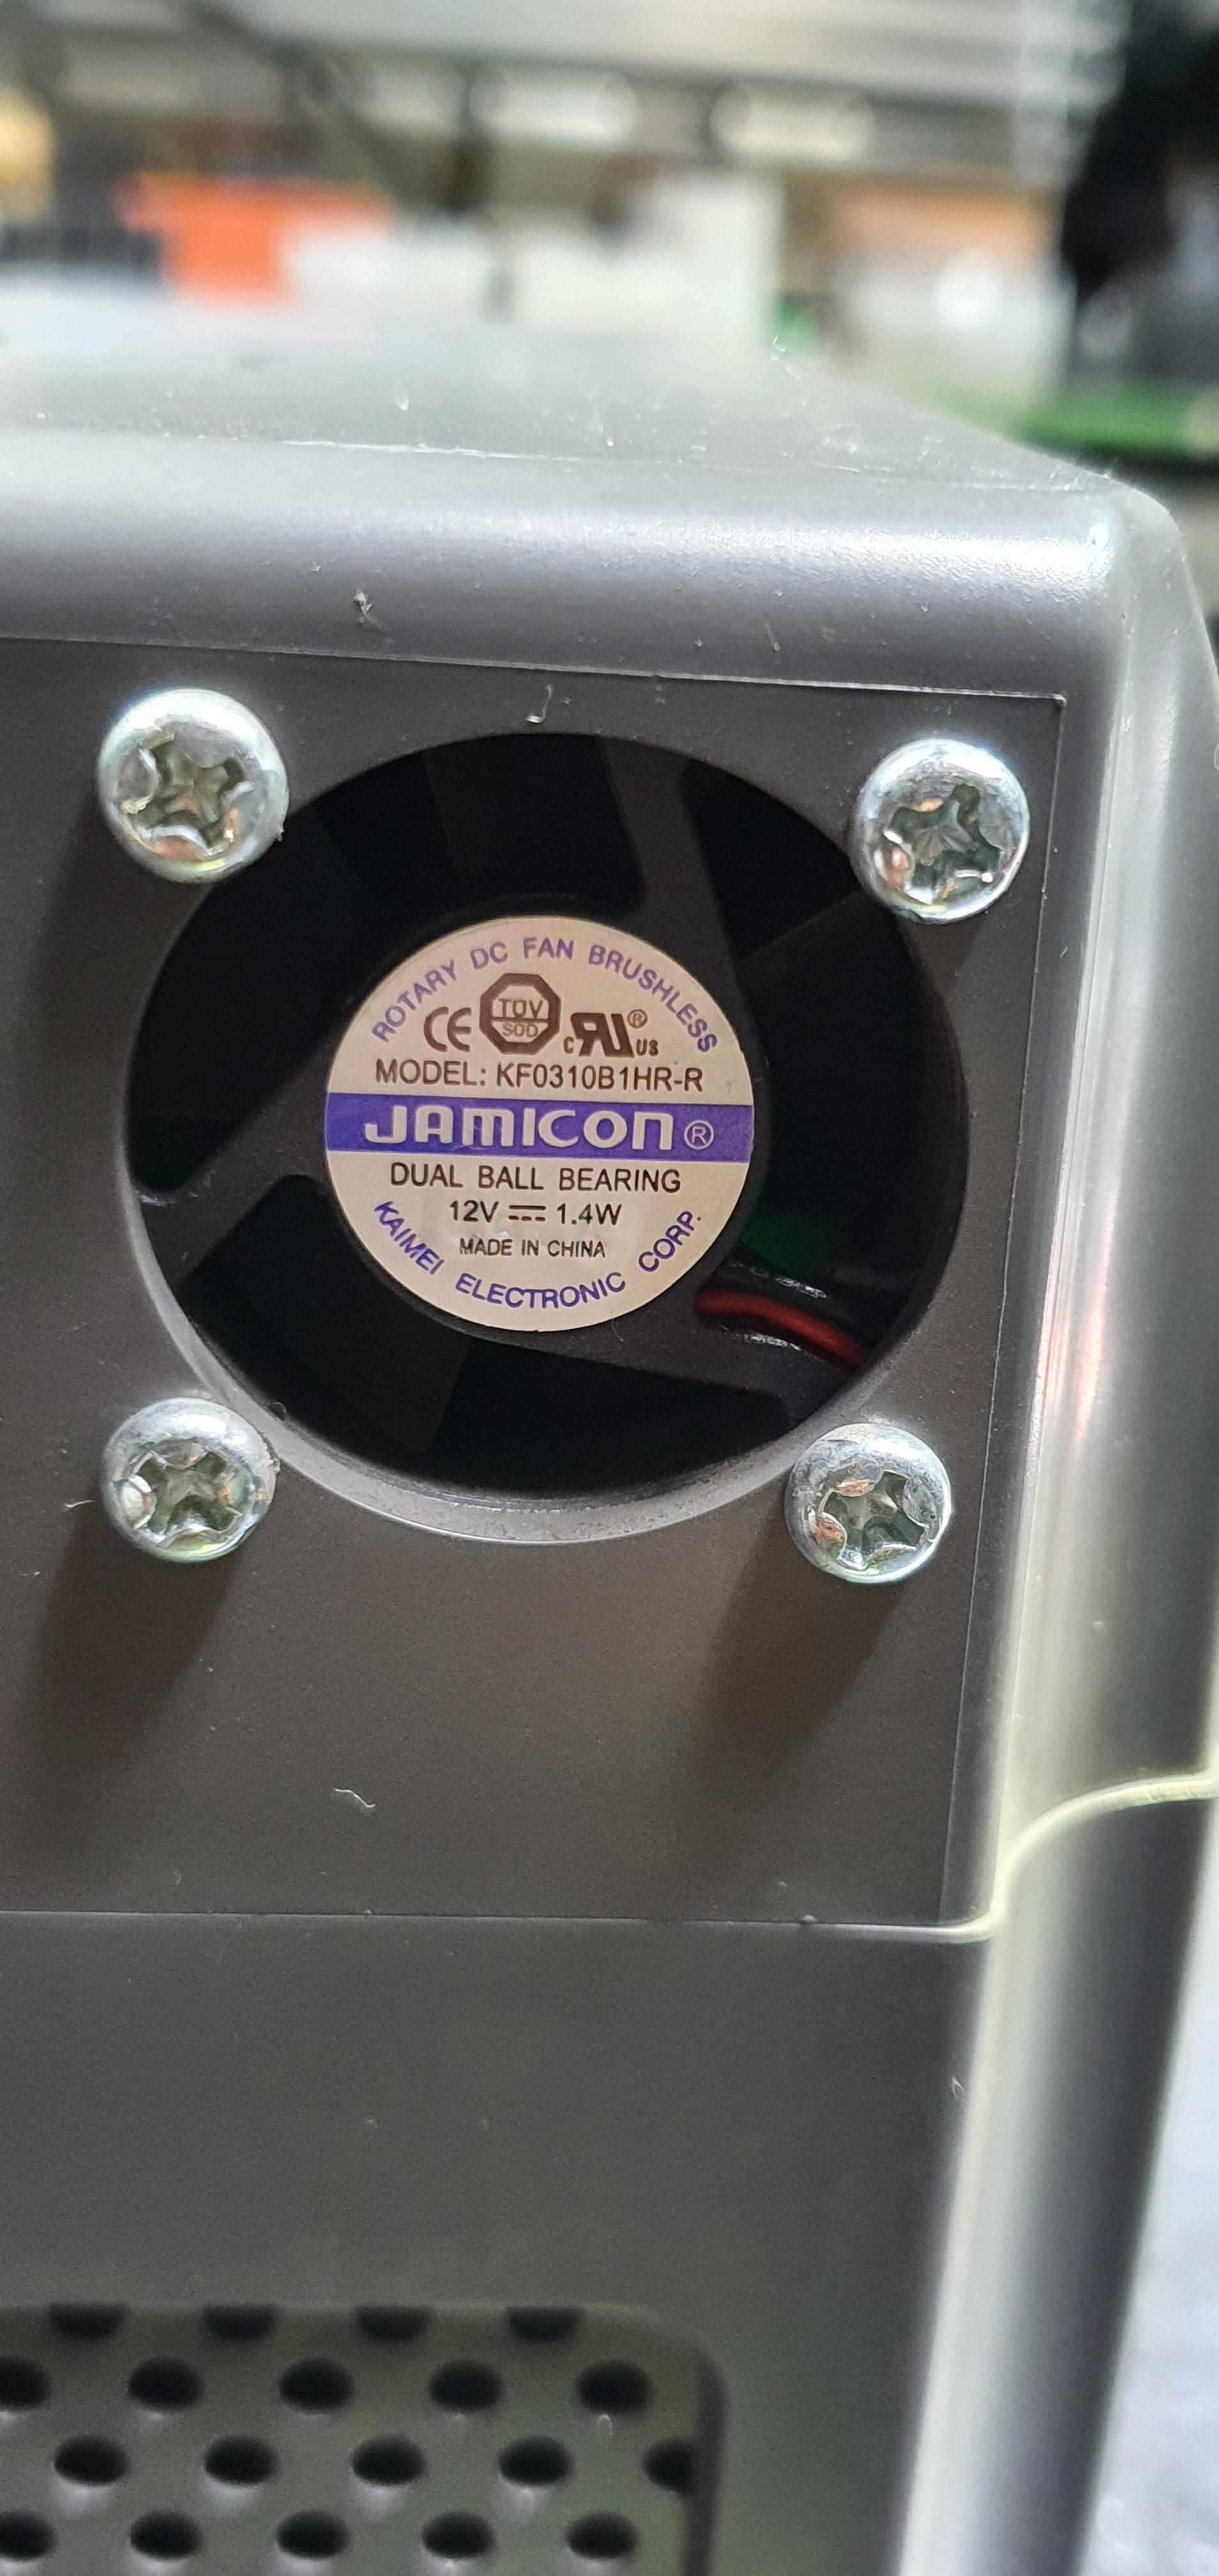 ROTARY DC FAN BRUSHLESS
CE TÜV SÜD c RU ® US
MODEL: KF0310B1HR-R
JAMICON®
DUAL BALL BEARING
12V ⎓ 1.4W
MADE IN CHINA
KAIMEI ELECTRONIC CORP.